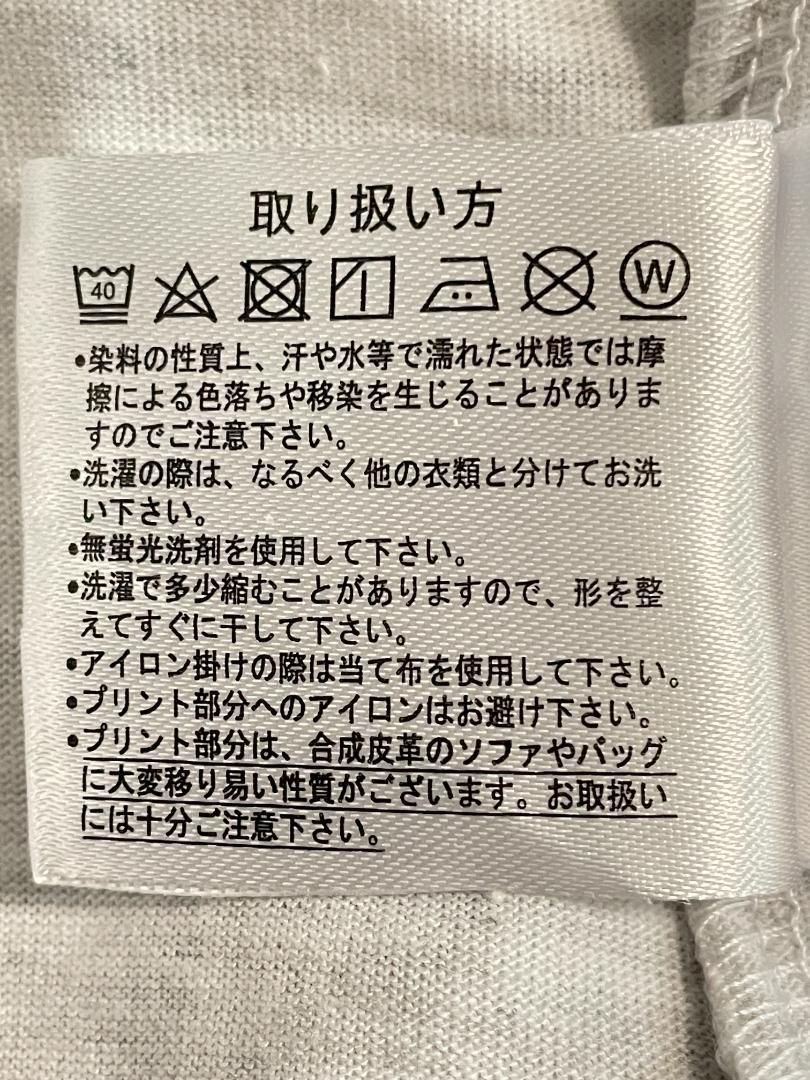 取り扱い方
40 W
•染料の性質上、汗や水等で濡れた状態では摩
擦による色落ちや移染を生じることがありま
すのでご注意下さい。
•洗濯の際は、なるべく他の衣類と分けてお洗
い下さい。
•無蛍光洗剤を使用して下さい。
•洗濯で多少縮むことがありますので、形を整
えてすぐに干して下さい。
•アイロン掛けの際は当て布を使用して下さい。
•プリント部分へのアイロンはお避け下さい。
•プリント部分は、合成皮革のソファやバッグ
に大変移り易い性質がございます。お取扱い
には十分ご注意下さい。